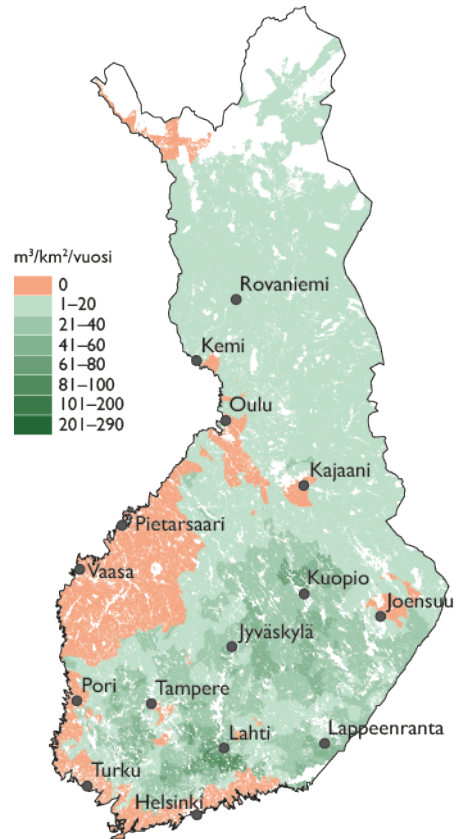 m³/km²/vuosi
0
1–20
21–40
41–60
61–80
81–100
101–200
201–290
Rovaniemi
Kemi
Oulu
Kajaani
Pietarsaari
Vaasa
Kuopio
Joensuu
Jyväskylä
Pori
Tampere
Lahti
Lappeenranta
Turku
Helsinki